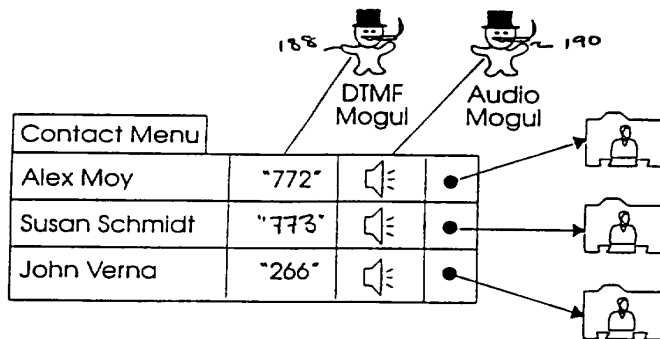 188
190
DTMF
Mogul
Audio
Mogul
Contact Menu
Alex Moy "772"
Susan Schmidt "773"
John Verna "266"